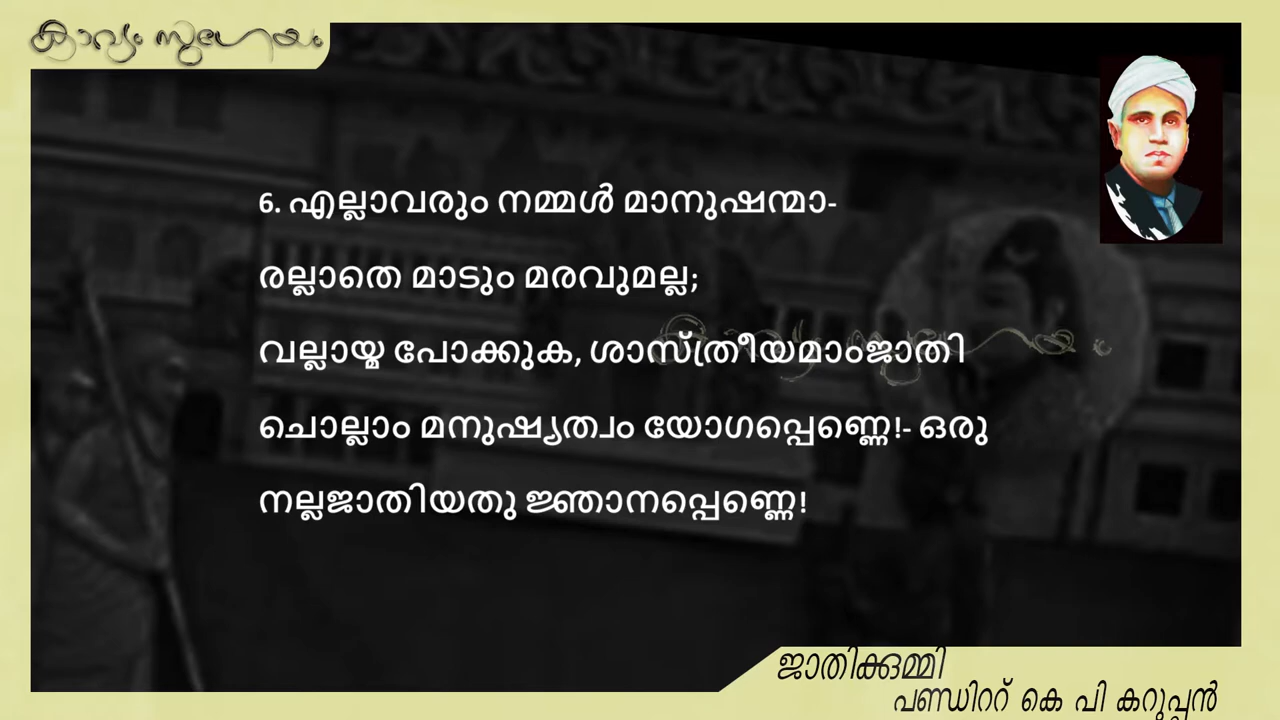 കാവ്യം സുഗേയം
6. എല്ലാവരും നമ്മൾ മാനുഷന്മാ-
രല്ലാതെ മാടും മരവുമല്ല;
വല്ലായ്മ പോക്കുക, ശാസ്ത്രീയമാംജാതി
ചൊല്ലാം മനുഷ്യത്വം യോഗപ്പെണ്ണെ!- ഒരു
നല്ലജാതിയതു ജ്ഞാനപ്പെണ്ണെ!
ജാതിക്കുമ്മി
പണ്ഡിററ് കെ പി കറുപ്പൻ